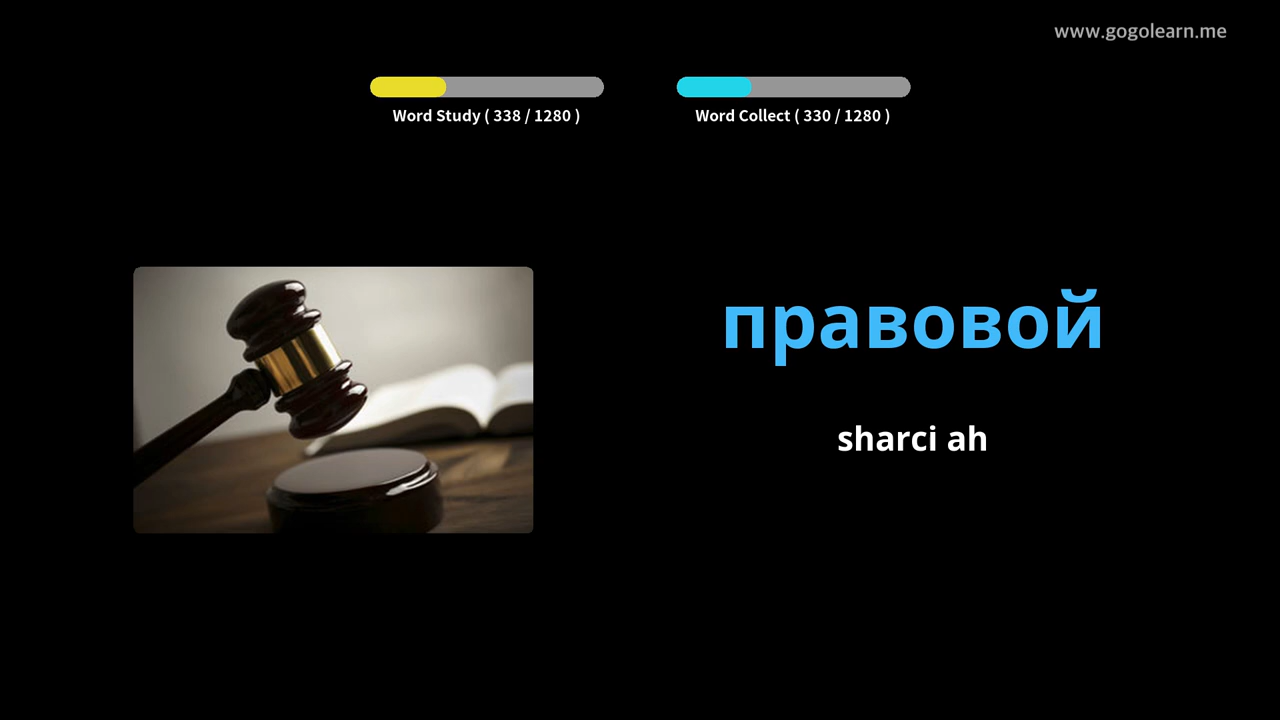 www.gogolearn.me
Word Study ( 338 / 1280 )
Word Collect ( 330 / 1280 )
правовой
sharci ah